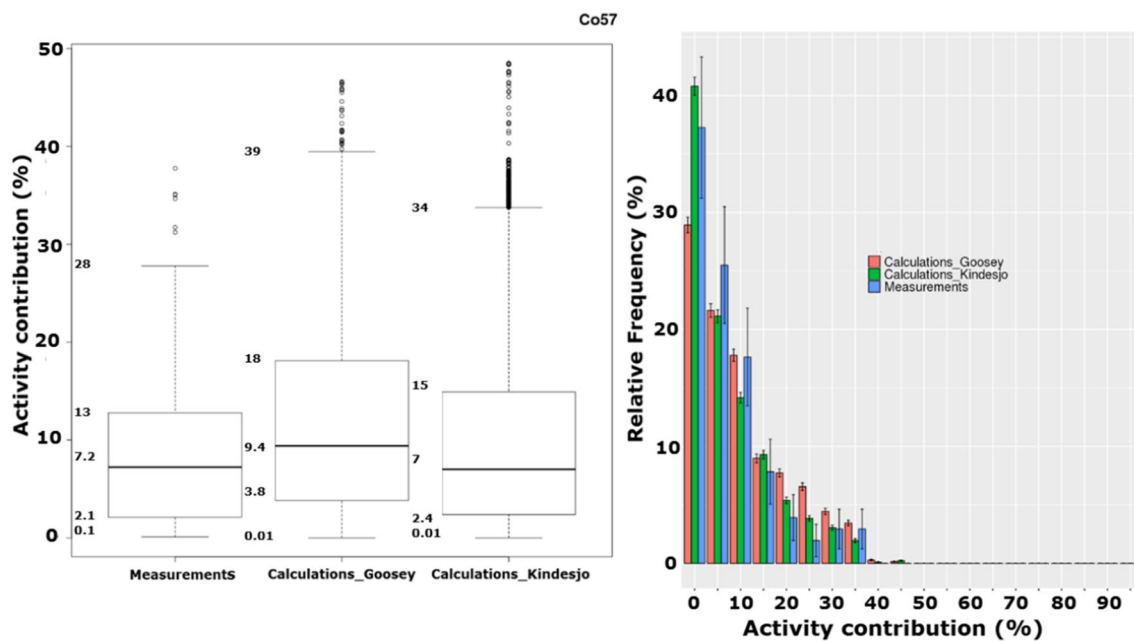 Co57
Activity contribution (%)
50
40
30
20
10
0
28
13
7.2
2.1
0.1
39
18
9.4
3.8
0.01
34
15
7
2.4
0.01
Measurements
Calculations_Goosey
Calculations_Kindesjo
Relative Frequency (%)
40
30
20
10
0
Calculations_Goosey
Calculations_Kindesjo
Measurements
0 10 20 30 40 50 60 70 80 90
Activity contribution (%)